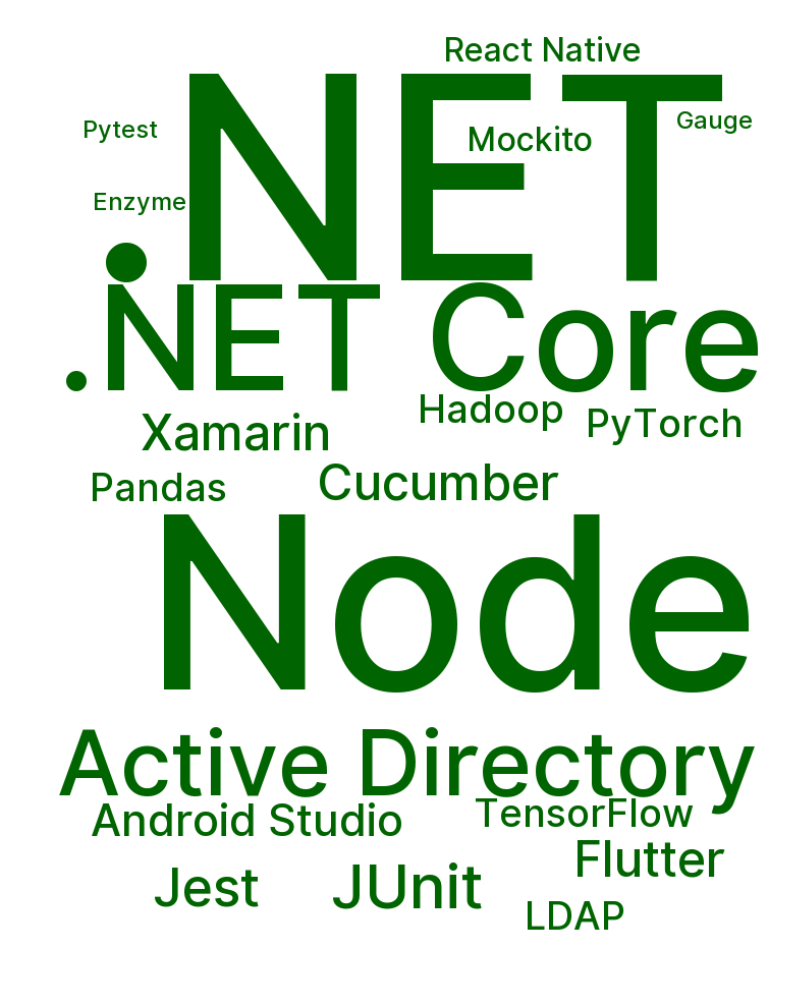 React Native
.NET
Gauge
Pytest
Mockito
Enzyme
.NET Core
Hadoop
PyTorch
Xamarin
Cucumber
Pandas
Node
Active Directory
Android Studio
TensorFlow
Flutter
Jest
JUnit
LDAP